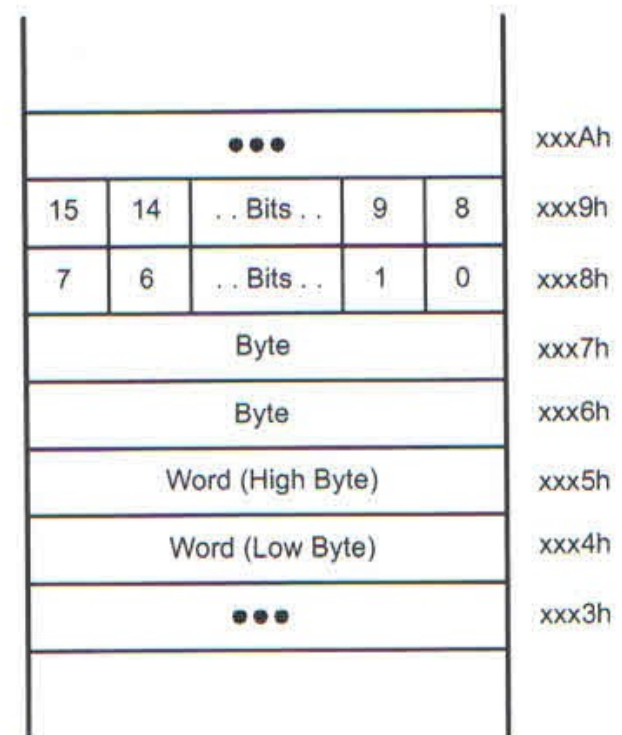 ●●● xxxAh
15 14 . . Bits . . 9 8 xxx9h
7 6 . . Bits . . 1 0 xxx8h
Byte xxx7h
Byte xxx6h
Word (High Byte) xxx5h
Word (Low Byte) xxx4h
●●● xxx3h